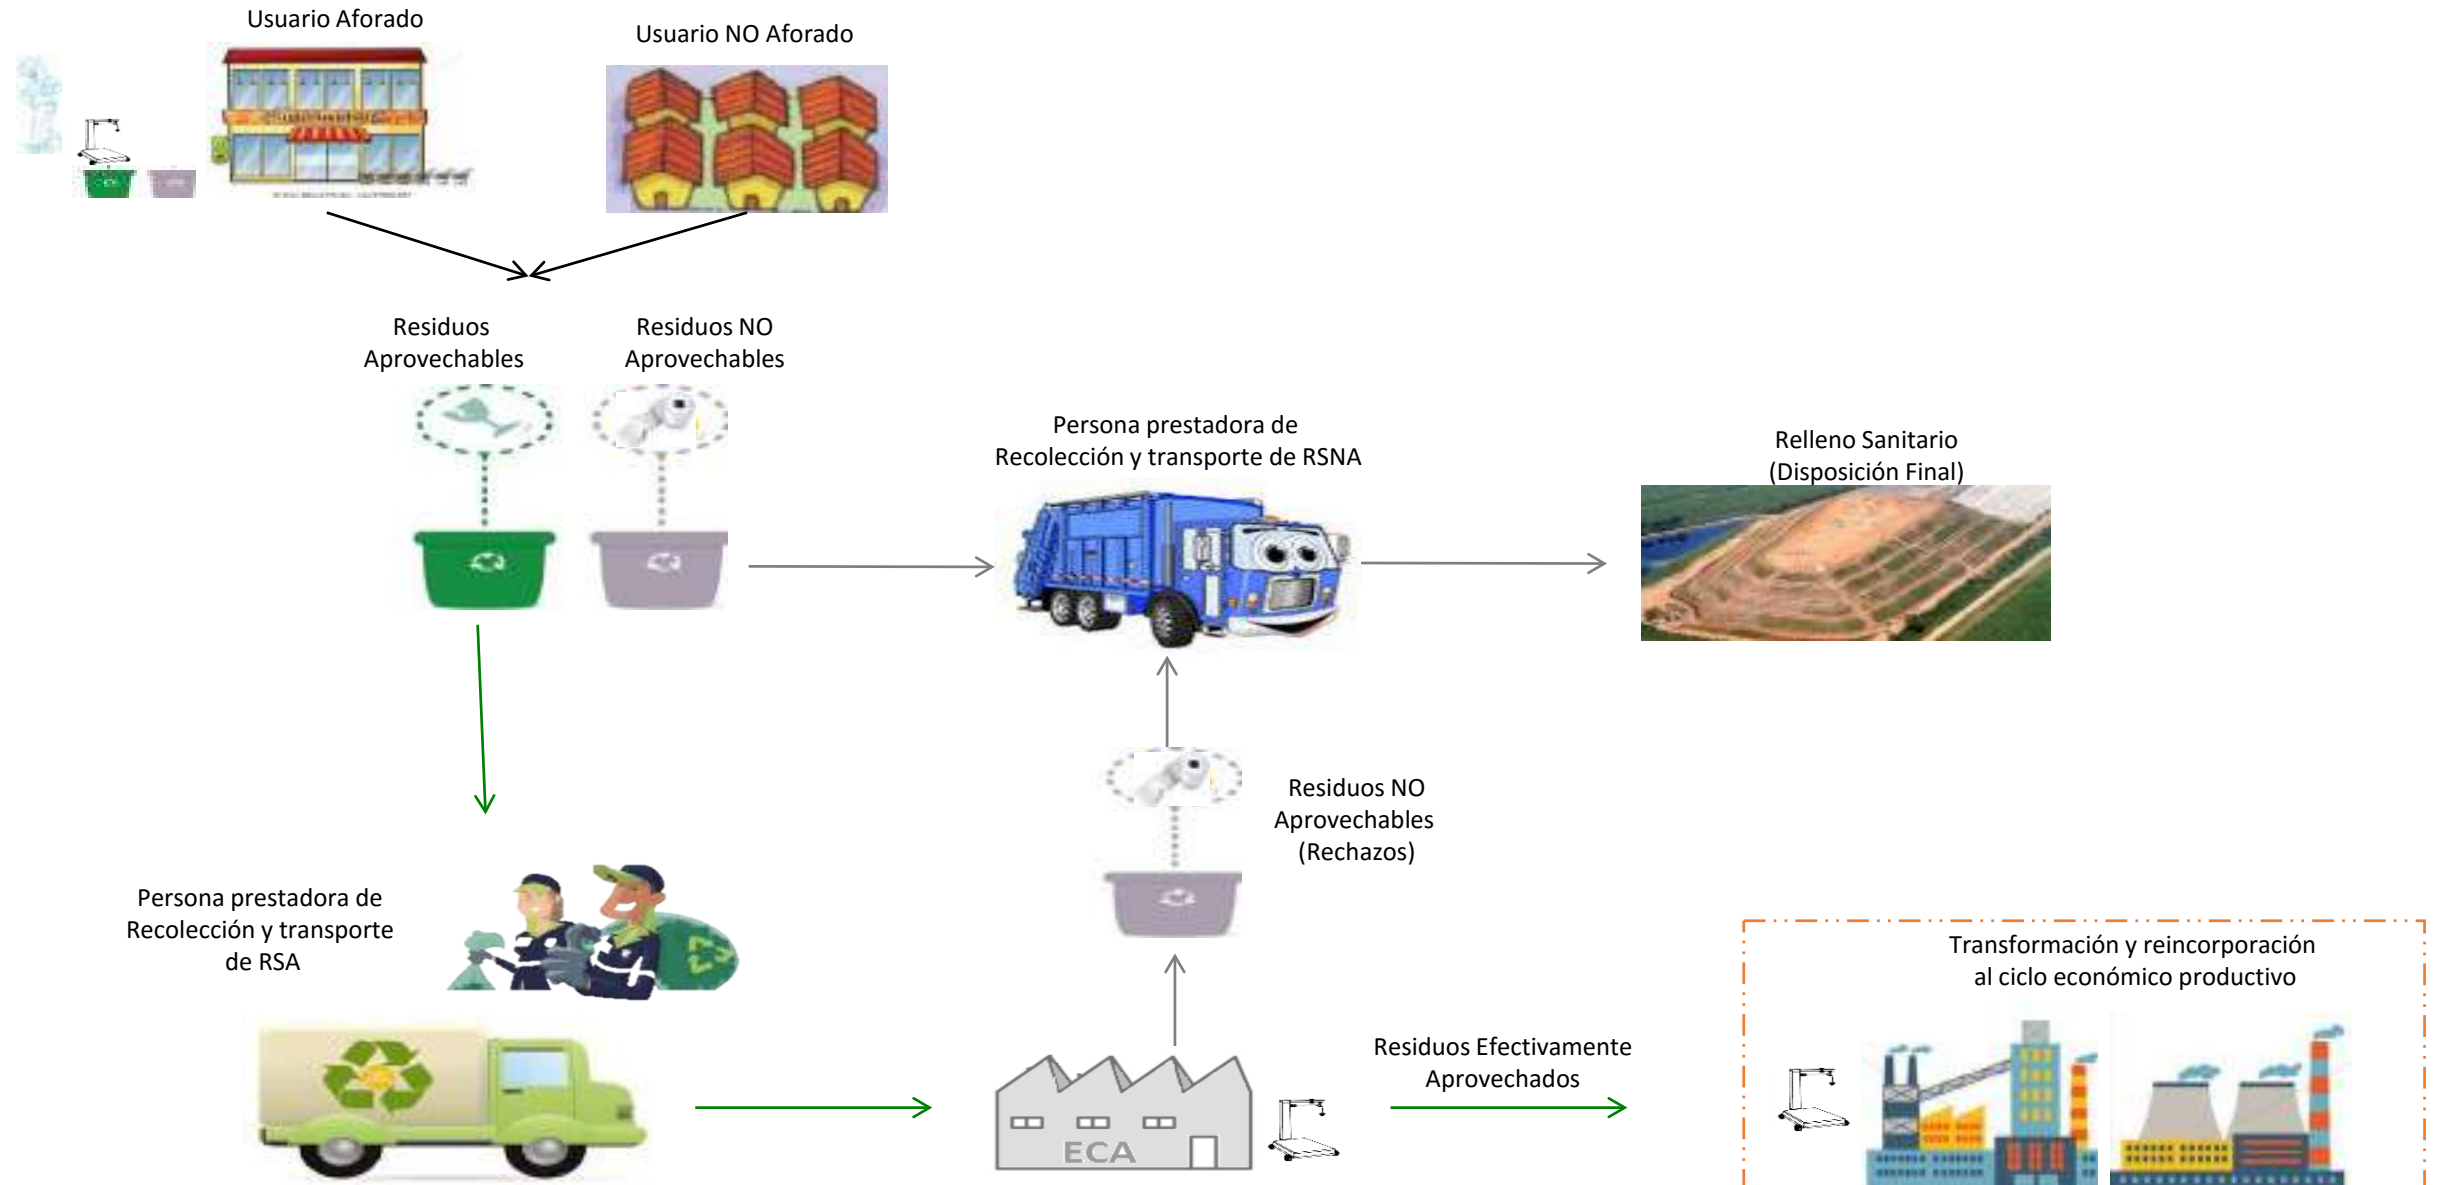 Usuario Aforado
Usuario NO Aforado
Residuos
Aprovechables
Residuos NO
Aprovechables
Persona prestadora de
Recolección y transporte de RSNA
Relleno Sanitario
(Disposición Final)
Residuos NO
Aprovechables
(Rechazos)
Persona prestadora de
Recolección y transporte
de RSA
ECA
Residuos Efectivamente
Aprovechados
Transformación y reincorporación
al ciclo económico productivo